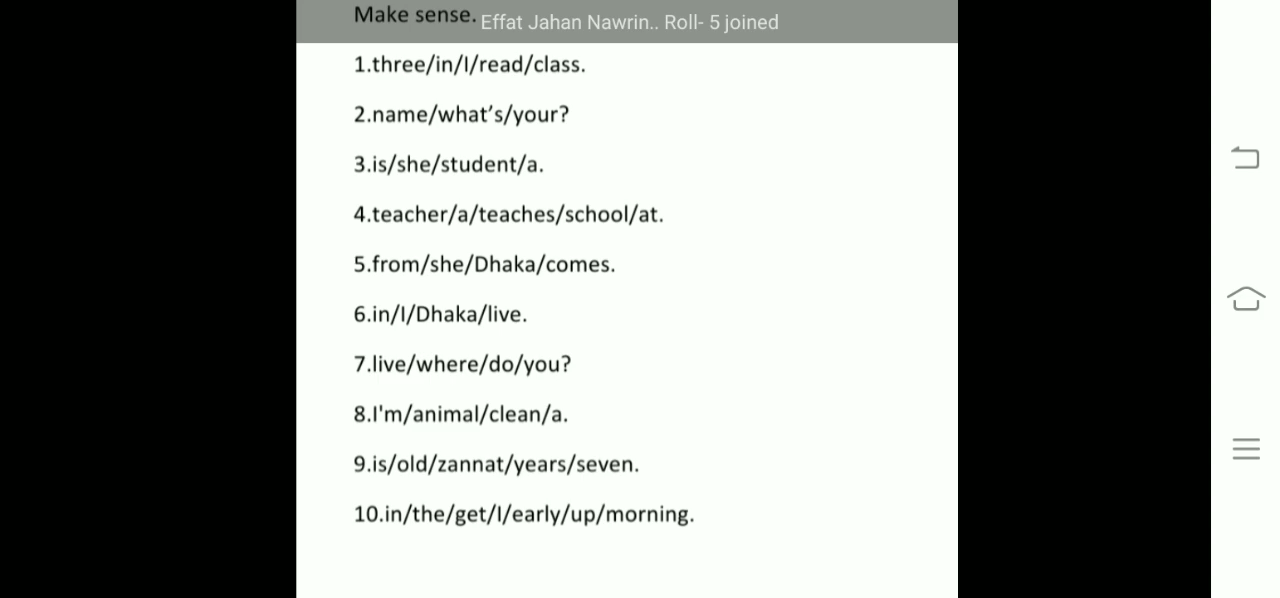 Make sense.
Effat Jahan Nawrin.. Roll- 5 joined
1.three/in/I/read/class.
2.name/what's/your?
3.is/she/student/a.
4.teacher/a/teaches/school/at.
5.from/she/Dhaka/comes.
6.in/I/Dhaka/live.
7.live/where/do/you?
8.I'm/animal/clean/a.
9.is/old/zannat/years/seven.
10.in/the/get/I/early/up/morning.